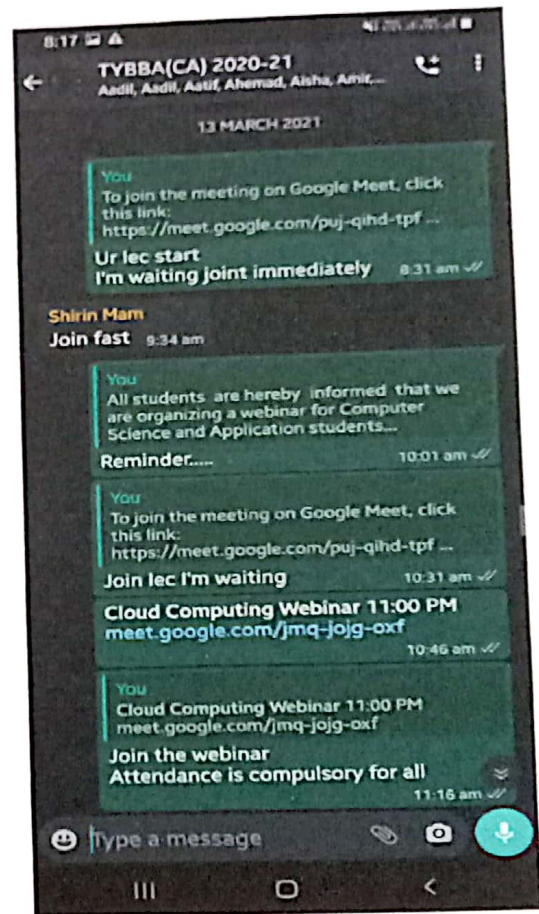 8:17
TYBBA(CA) 2020-21
Aadil, Aadil, Aatif, Ahemad, Aisha, Amir,...
13 MARCH 2021
You
To join the meeting on Google Meet, click
this link:
https://meet.google.com/puj-qihd-tpf ...
Ur lec start
I'm waiting joint immediately 8:31 am
Shirin Mam
Join fast 9:34 am
You
All students are hereby informed that we
are organizing a webinar for Computer
Science and Application students...
Reminder..... 10:01 am
You
To join the meeting on Google Meet, click
this link:
https://meet.google.com/puj-qihd-tpf ...
Join lec I'm waiting 10:31 am
Cloud Computing Webinar 11:00 PM
meet.google.com/jmq-jojg-oxf
10:46 am
You
Cloud Computing Webinar 11:00 PM
meet.google.com/jmq-jojg-oxf
Join the webinar
Attendance is compulsory for all
11:16 am
Type a message